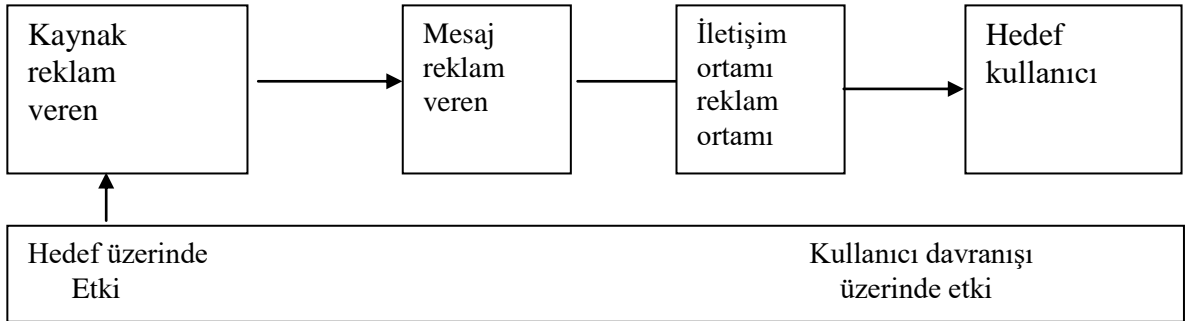 Kaynak
reklam
veren
Mesaj
reklam
veren
İletişim
ortamı
reklam
ortamı
Hedef
kullanıcı
Hedef üzerinde
Etki
Kullanıcı davranışı
üzerinde etki